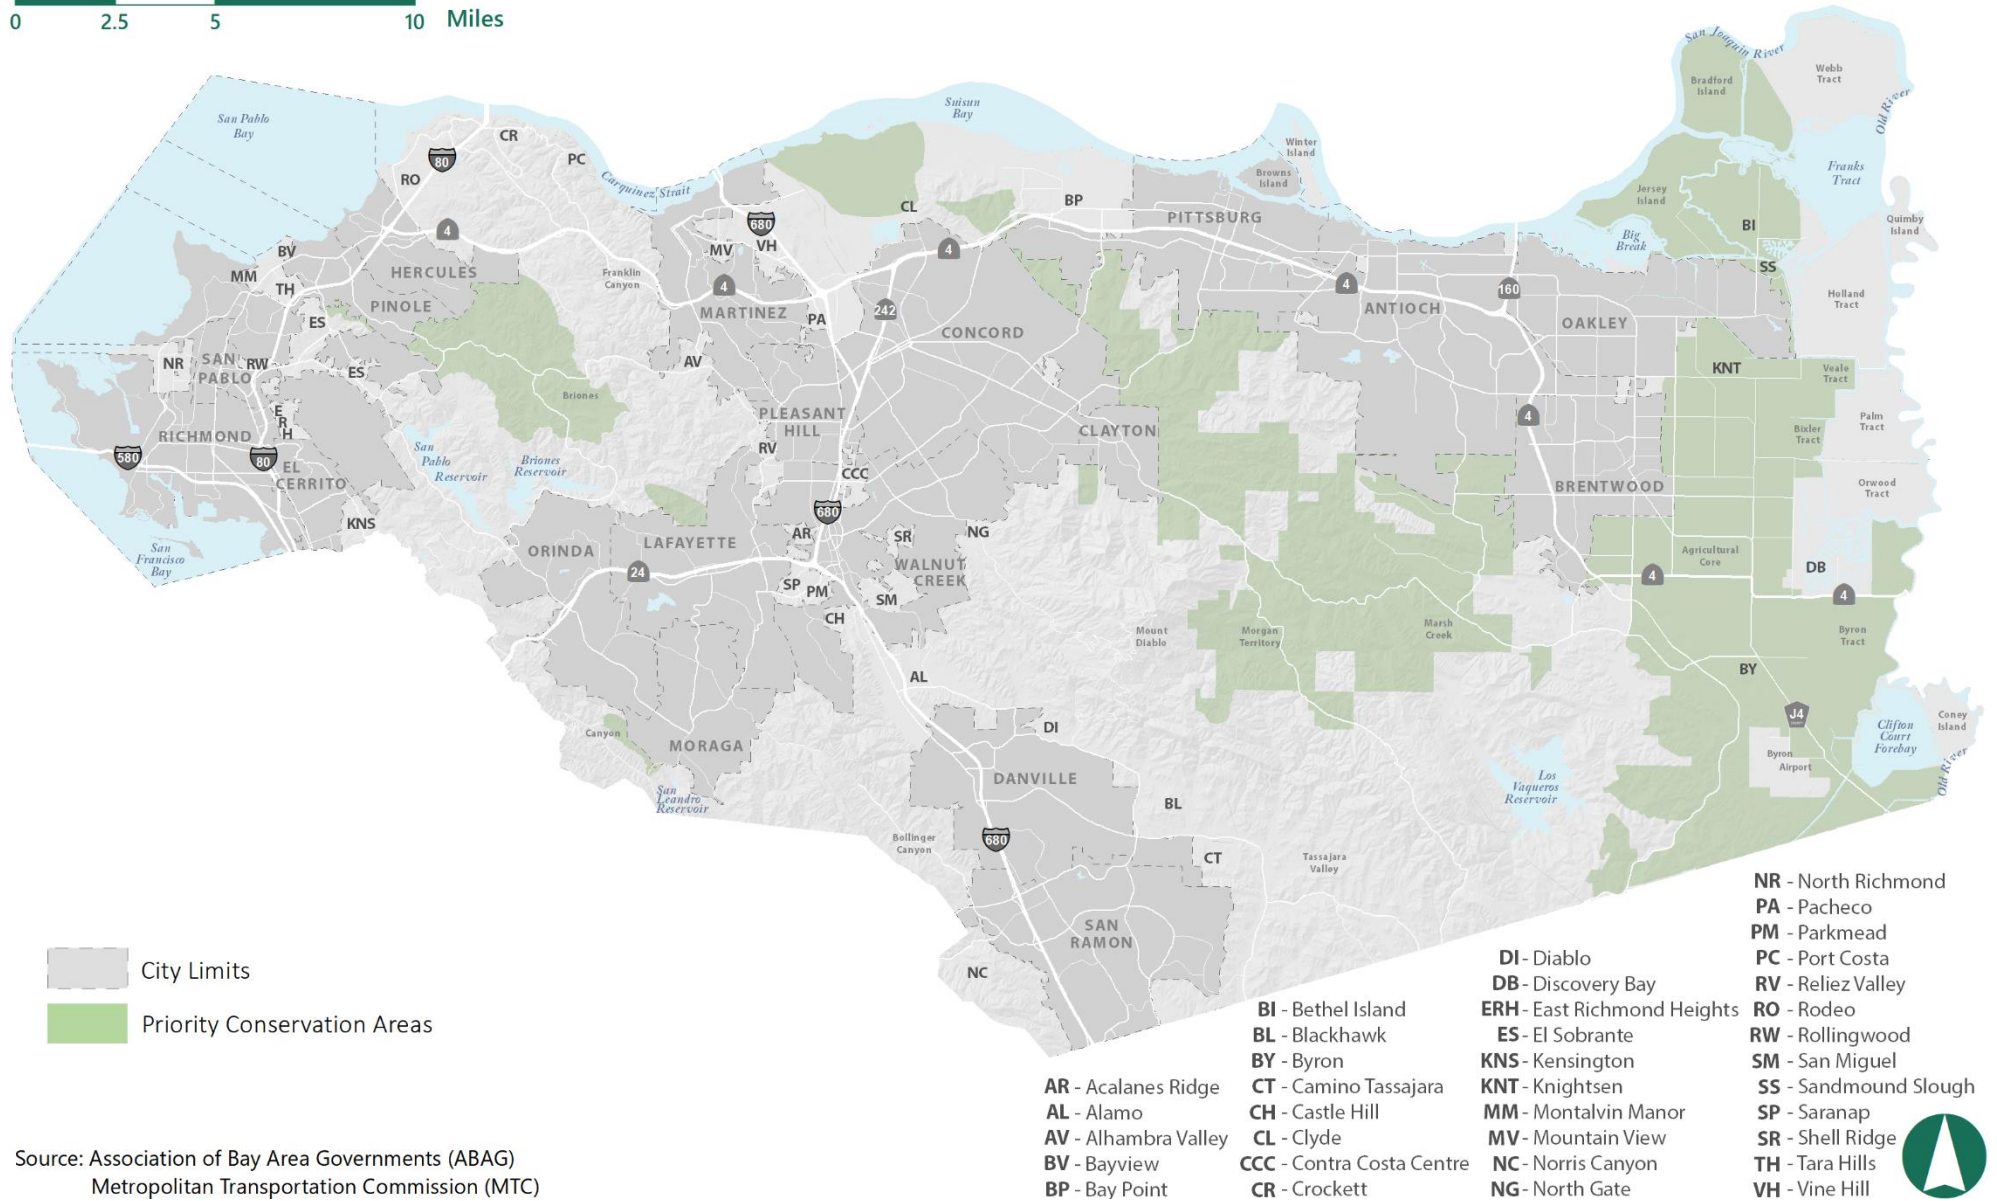 0 2.5 5 10 Miles
San Joaquin River
Webb
Tract
Bradford
Island
Old River
San Pablo
Bay
Suisun
Bay
CR
80
PC
RO
Carquinez Strait
Winter
Island
Browns
Island
Franks
Tract
Jersey
Island
BP
CL
PITTSBURG
BI
Quimby
Island
680
4
MV
VH
4
Big
Break
BV
HERCULES
Franklin
Canyon
MM
TH
SS
4
4
160
Holland
Tract
PINOLE
MARTINEZ
242
ANTIOCH
ES
PA
CONCORD
OAKLEY
NR
SAN
PABLO
RW
ES
AV
KNT
Veale
Tract
Briones
E
R
H
PLEASANT
HILL
CLAYTON
4
Palm
Tract
RICHMOND
Bixler
Tract
580
80
San
Pablo
Reservoir
Briones
Reservoir
RV
EL
CERRITO
CCC
BRENTWOOD
Orwood
Tract
KNS
680
AR
SR
NG
San
Francisco
Bay
ORINDA
LAFAYETTE
WALNUT
CREEK
Agricultural
Core
24
4
DB
4
SP
PM
SM
CH
Mount
Diablo
Morgan
Territory
Marsh
Creek
Byron
Tract
AL
BY
DI
J4
Clifton
Court
Forebay
Coney
Island
Canyon
MORAGA
Byron
Airport
Old River
DANVILLE
Los
Vaqueros
Reservoir
San
Leandro
Reservoir
BL
Bollinger
Canyon
680
CT
Tassajara
Valley
SAN
RAMON
NC
City Limits
Priority Conservation Areas
AR - Acalanes Ridge
AL - Alamo
AV - Alhambra Valley
BV - Bayview
BP - Bay Point
BI - Bethel Island
BL - Blackhawk
BY - Byron
CT - Camino Tassajara
CH - Castle Hill
CL - Clyde
CCC - Contra Costa Centre
CR - Crockett
DI - Diablo
DB - Discovery Bay
ERH - East Richmond Heights
ES - El Sobrante
KNS - Kensington
KNT - Knightsen
MM - Montalvin Manor
MV - Mountain View
NC - Norris Canyon
NG - North Gate
NR - North Richmond
PA - Pacheco
PM - Parkmead
PC - Port Costa
RV - Reliez Valley
RO - Rodeo
RW - Rollingwood
SM - San Miguel
SS - Sandmound Slough
SP - Saranap
SR - Shell Ridge
TH - Tara Hills
VH - Vine Hill
Source: Association of Bay Area Governments (ABAG)
Metropolitan Transportation Commission (MTC)